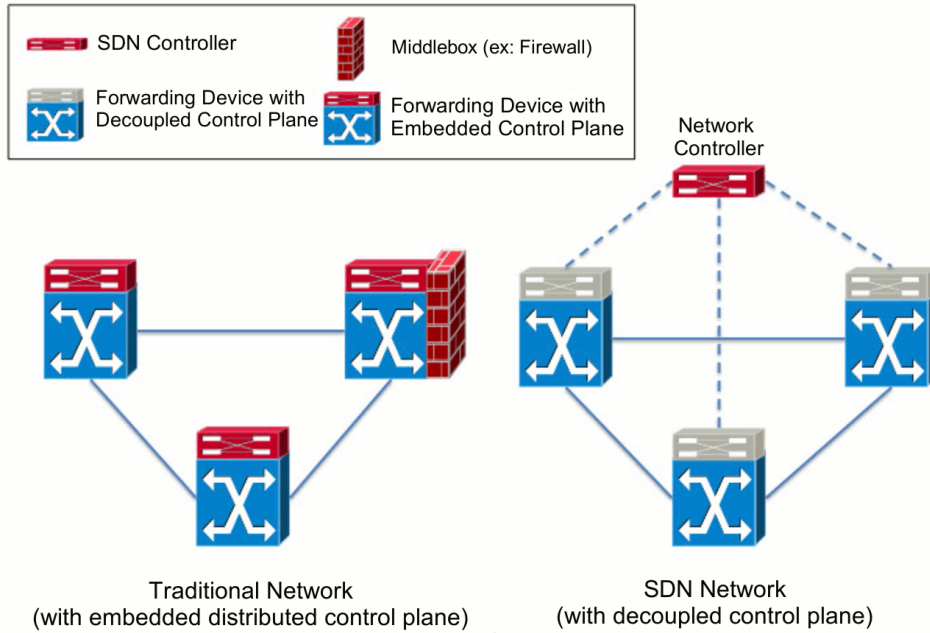 SDN Controller
Middlebox (ex: Firewall)
Forwarding Device with
Decoupled Control Plane
Forwarding Device with
Embedded Control Plane
Network
Controller
Traditional Network
(with embedded distributed control plane)
SDN Network
(with decoupled control plane)